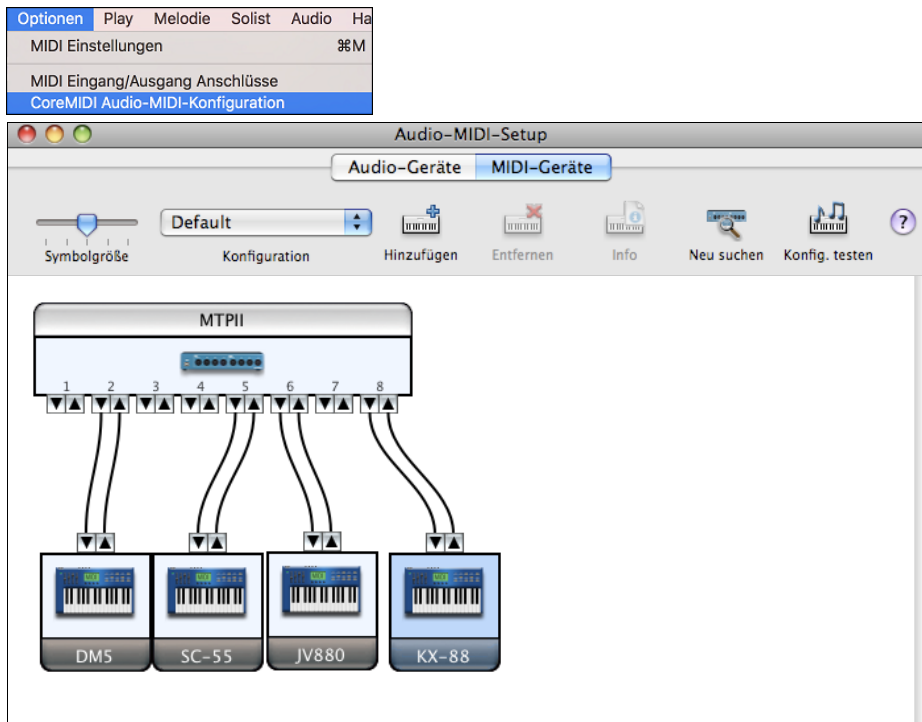 Optionen Play Melodie Solist Audio Ha
MIDI Einstellungen ⌘M
MIDI Eingang/Ausgang Anschlüsse
CoreMIDI Audio-MIDI-Konfiguration
Audio-MIDI-Setup
Audio-Geräte MIDI-Geräte
Default
?
Symbolgröße Konfiguration Hinzufügen Entfernen Info Neu suchen Konfig. testen
MTPII
1 2 3 4 5 6 7 8
DM5 SC-55 JV880 KX-88